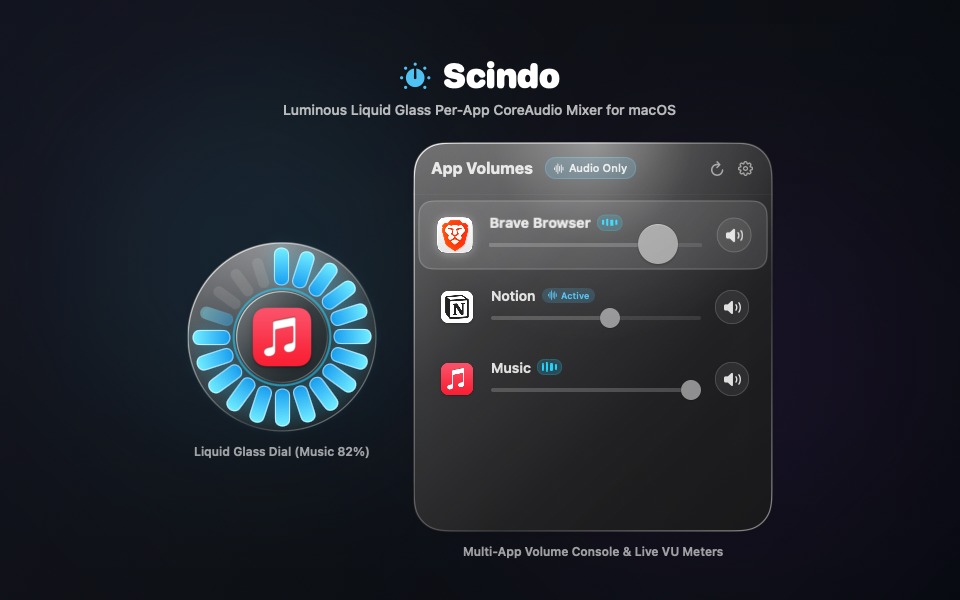 Scindo
Luminous Liquid Glass Per-App CoreAudio Mixer for macOS
App Volumes
Audio Only
Brave Browser
Notion
Active
Music
Liquid Glass Dial (Music 82%)
Multi-App Volume Console & Live VU Meters